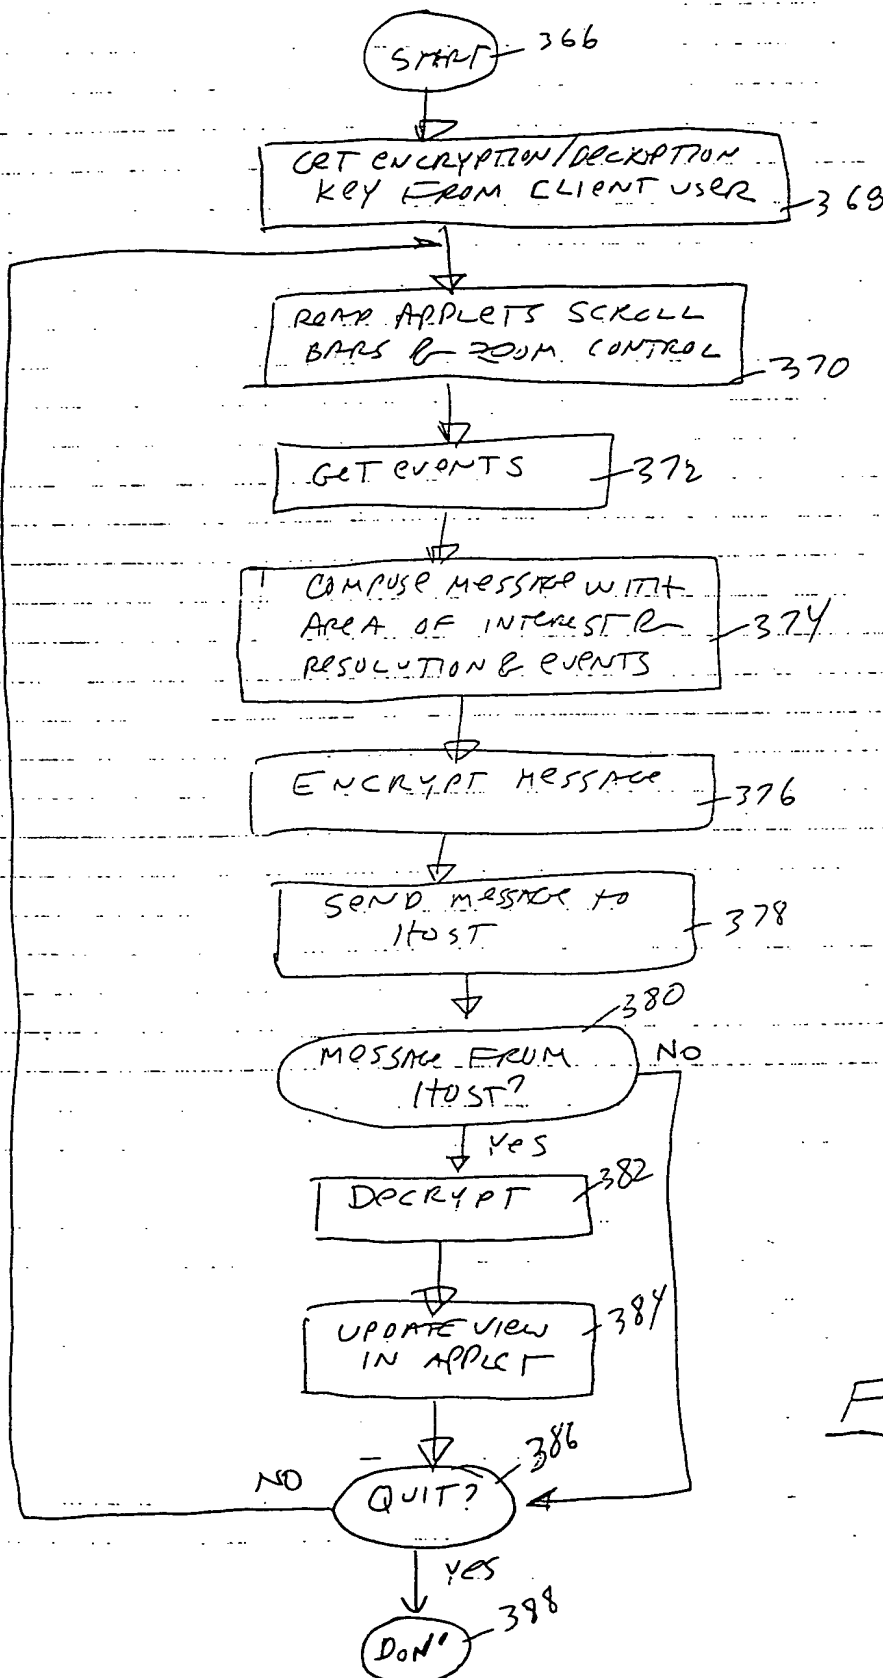 START 366
GET ENCRYPTION/DECRYPTION
KEY FROM CLIENT USER 368
READ APPLETS SCROLL
BARS & ZOOM CONTROL 370
GET EVENTS 372
COMPOSE MESSAGE WITH
AREA OF INTEREST &
RESOLUTION & EVENTS 374
ENCRYPT MESSAGE 376
SEND MESSAGE TO
HOST 378
380
MESSAGE FROM
HOST?
NO
Yes
DECRYPT 382
UPDATE VIEW
IN APPLET 384
F
386
QUIT?
NO
Yes
DON' 388